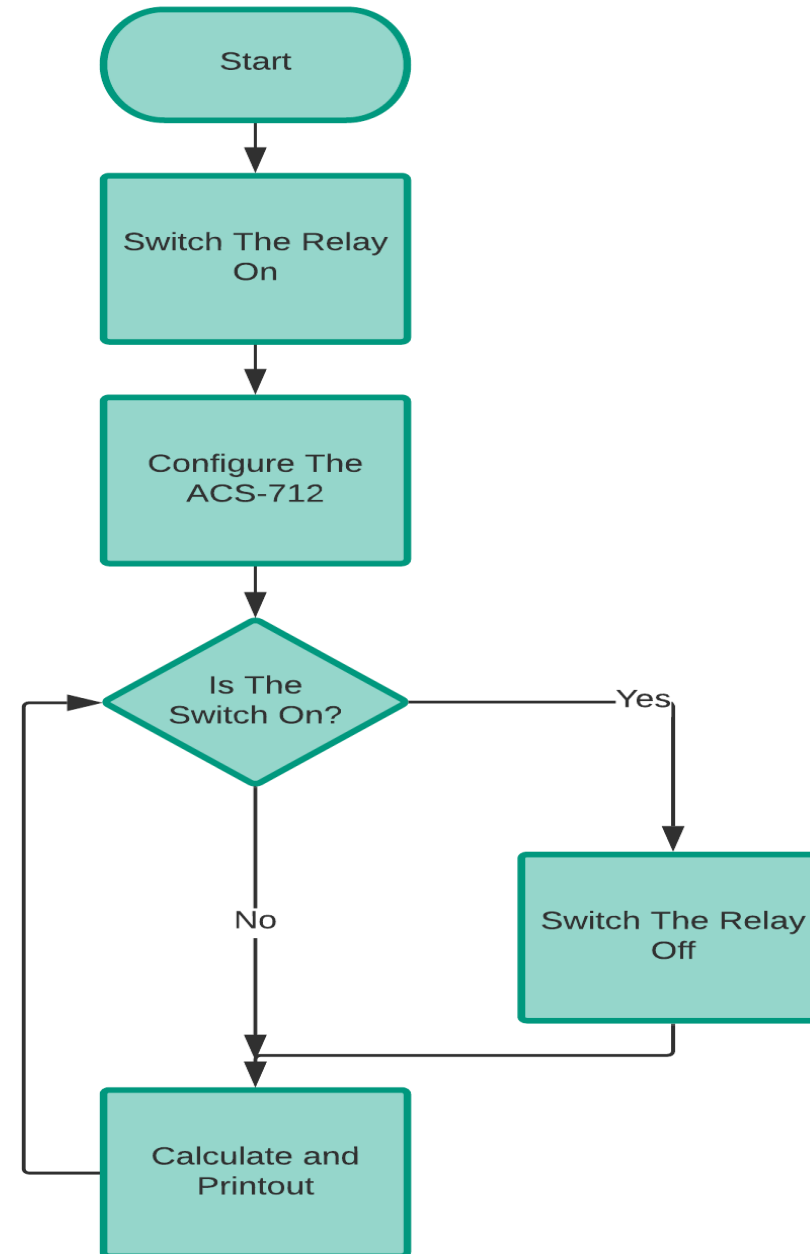 Start
Switch The Relay
On
Configure The
ACS-712
Is The
Switch On?
Yes
No
Switch The Relay
Off
Calculate and
Printout